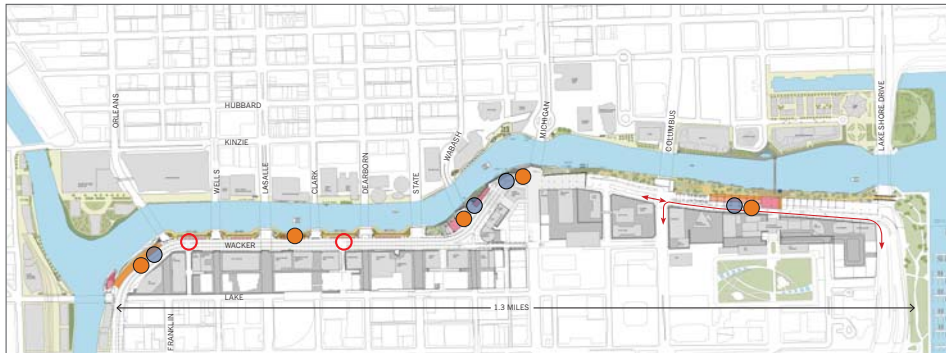 ORLEANS
HUBBARD
KINZIE
WELLS
LASALLE
CLARK
DEARBORN
STATE
WABASH
MICHIGAN
COLUMBUS
LAKE SHORE DRIVE
WACKER
LAKE
FRANKLIN
1.3 MILES